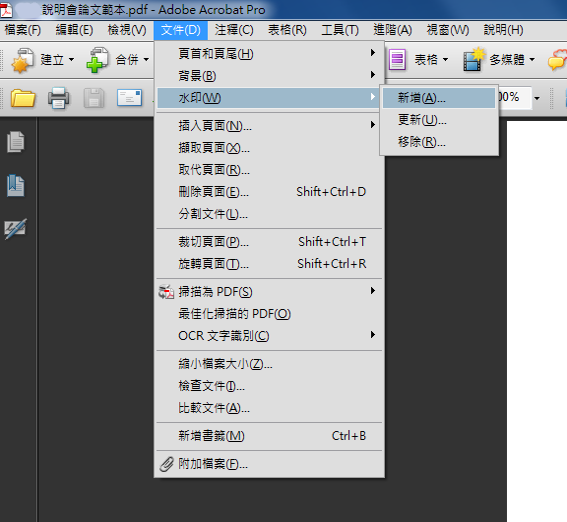 說明會論文範本.pdf - Adobe Acrobat Pro
檔案(F) 編輯(E) 檢視(V) 文件(D) 注釋(C) 表格(R) 工具(T) 進階(A) 視窗(W) 說明(H)
建立 合併 表格 多媒體
頁首和頁尾(H)
背景(B)
水印(W)
新增(A)...
更新(U)...
移除(R)...
插入頁面(N)...
擷取頁面(X)...
取代頁面(R)...
刪除頁面(E)... Shift+Ctrl+D
分割文件(L)...
裁切頁面(P)... Shift+Ctrl+T
旋轉頁面(T)... Shift+Ctrl+R
掃描為 PDF(S)
最佳化掃描的 PDF(O)
OCR 文字識別(C)
縮小檔案大小(Z)...
檢查文件(I)...
比較文件(A)...
新增書籤(M) Ctrl+B
附加檔案(F)...